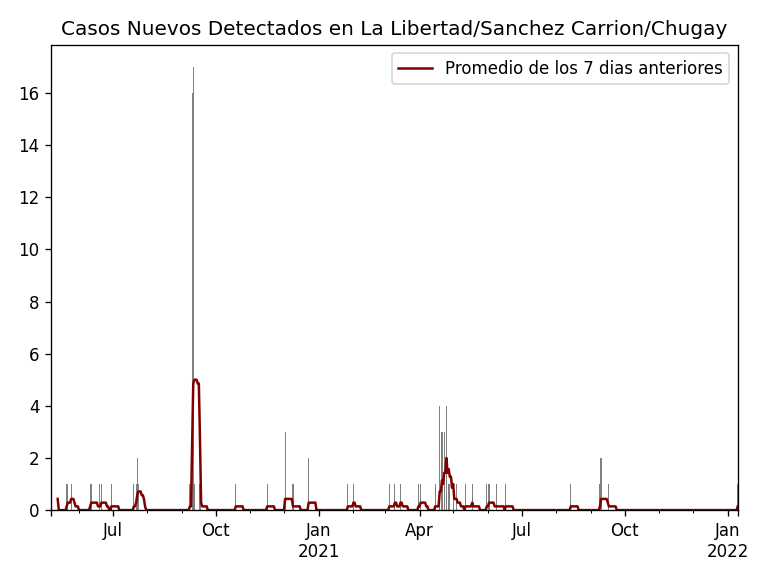 Casos Nuevos Detectados en La Libertad/Sanchez Carrion/Chugay
Promedio de los 7 dias anteriores
16
14
12
10
8
6
4
2
0
Jul
Oct
Jan
2021
Apr
Jul
Oct
Jan
2022